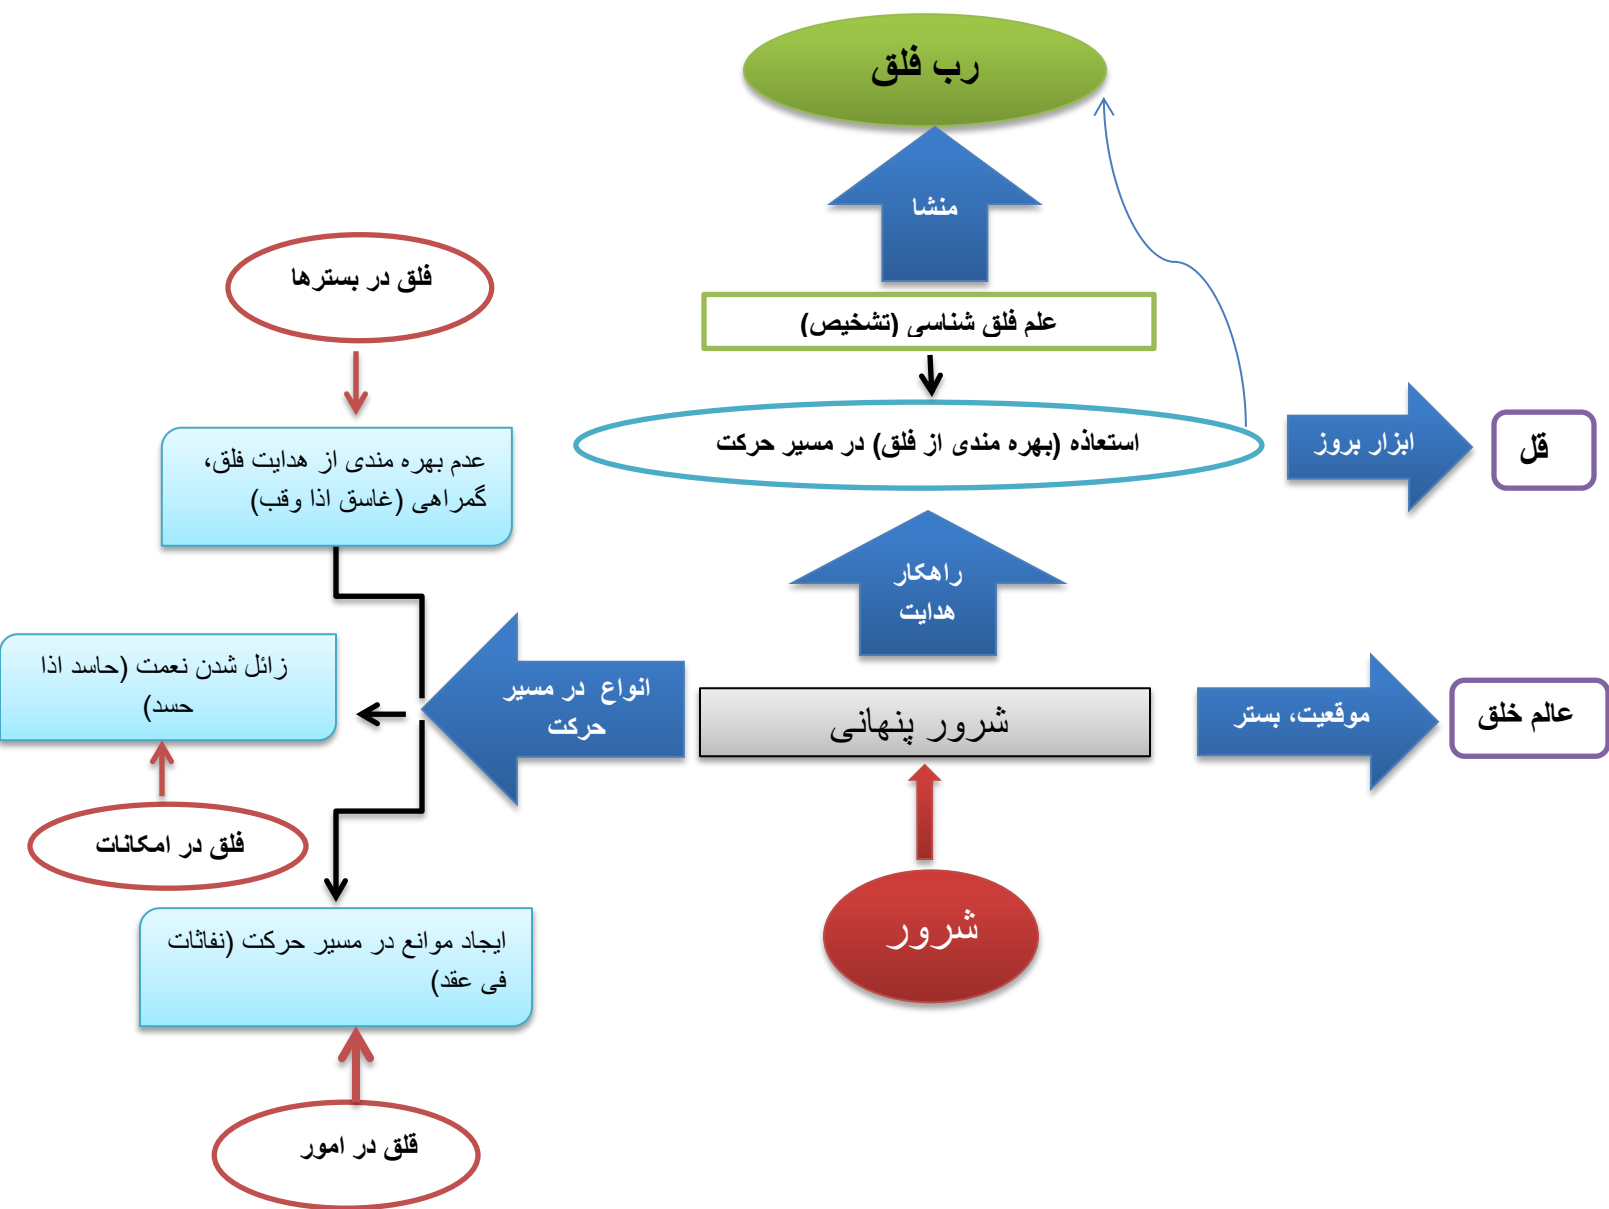 رب فلق
منشا
فلق در بسترها
علم فلق شناسی (تشخیص)
استعاذه (بهره مندی از فلق) در مسیر حرکت
ابزار بروز
قل
عدم بهره مندی از هدایت فلق،
گمراهی (غاسق اذا وقب)
راهکار
هدایت
زائل شدن نعمت (حاسد اذا
حسد)
انواع در مسیر
حرکت
شرور پنهانی
موقعیت، بستر
عالم خلق
فلق در امکانات
شرور
ایجاد موانع در مسیر حرکت (نفاثات
فی عقد)
فلق در امور